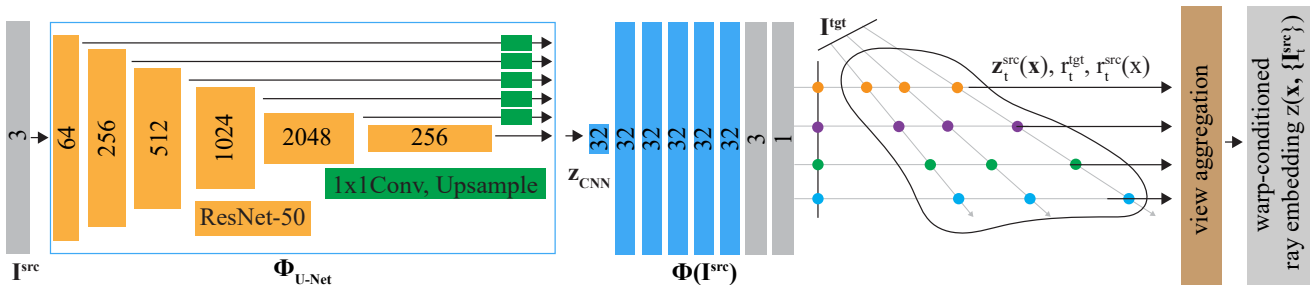 3
64
256
512
1024
2048
256
1x1Conv, Upsample
ResNet-50
I^src
Φ_U-Net
z_CNN
32
32
32
32
32
32
3
1
Φ(I^src)
I^tgt
z_t^src(x), r_t^tgt, r_t^src(x)
view aggregation
warp-conditioned
ray embedding z(x, {I_t^src})